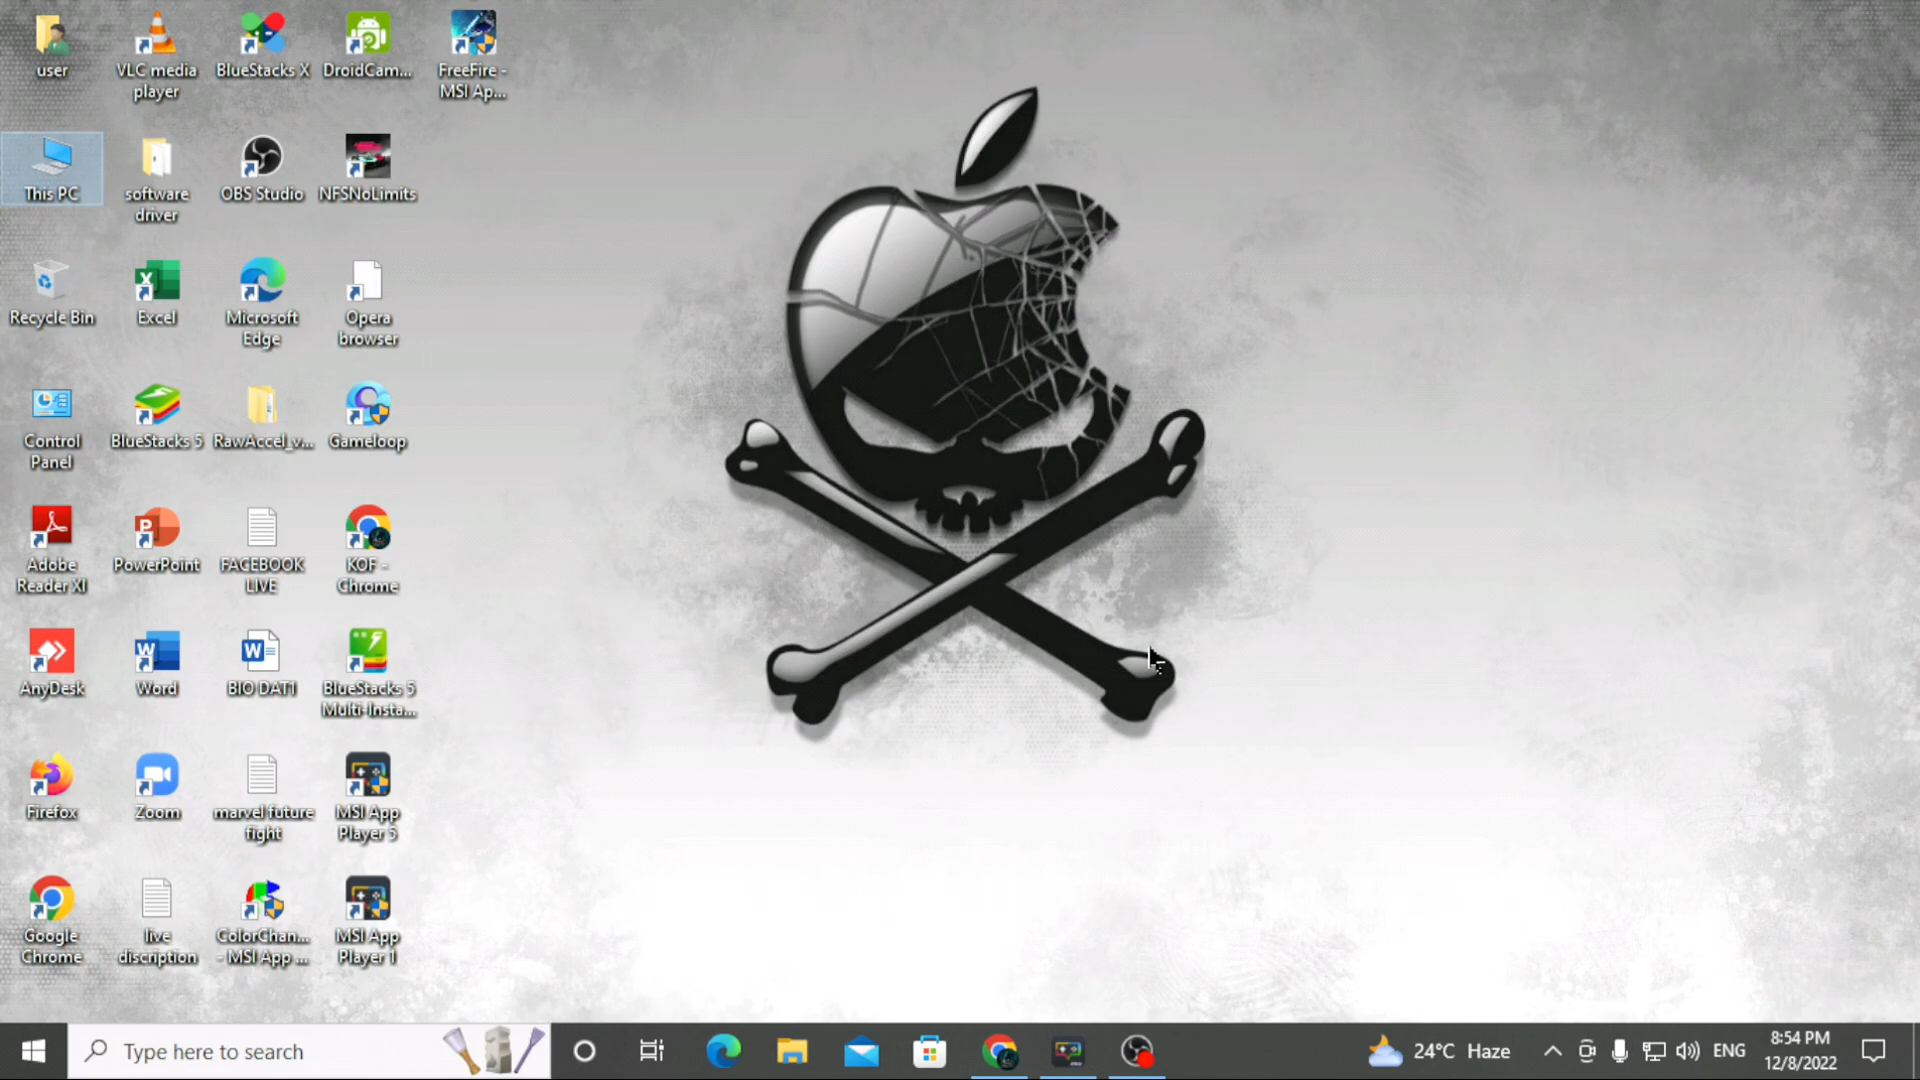 user
VLC media
player
BlueStacks X
DroidCam...
FreeFire -
MSI Ap...
This PC
software
driver
OBS Studio
NFSNoLimits
Recycle Bin
Excel
Microsoft
Edge
Opera
browser
Control
Panel
BlueStacks 5
RawAccel_v...
Gameloop
Adobe
Reader XI
PowerPoint
FACEBOOK
LIVE
KOF -
Chrome
AnyDesk
Word
BIO DAT1
BlueStacks 5
Multi-Insta...
Firefox
Zoom
marvel future
fight
MSI App
Player 5
Google
Chrome
live
discription
ColorChan...
- MSI App ...
MSI App
Player 1
Type here to search
24°C Haze
ENG
8:54 PM
12/8/2022